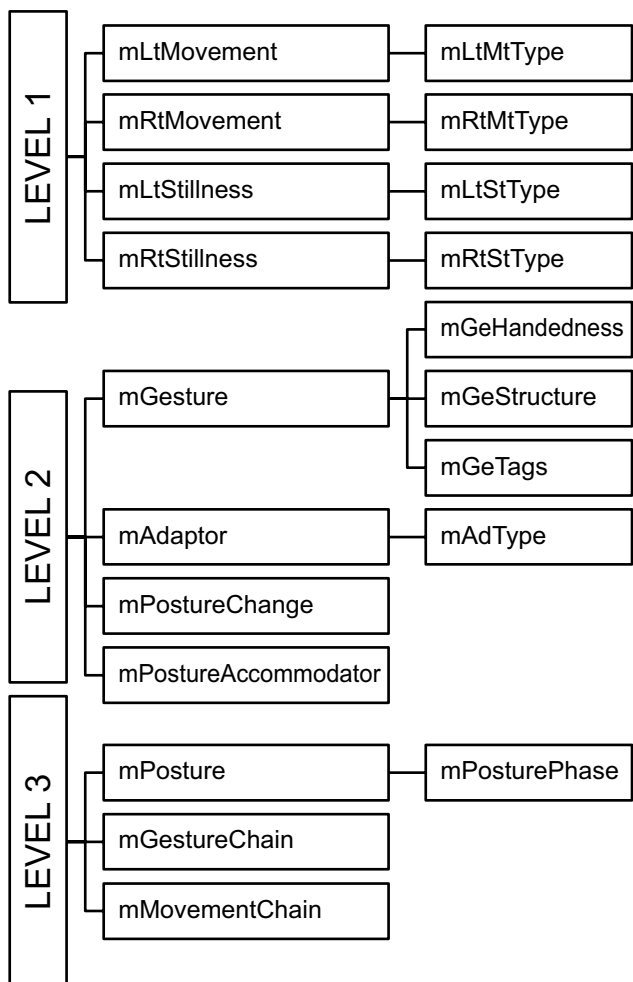 LEVEL 1
mLtMovement
mLtMtType
mRtMovement
mRtMtType
mLtStillness
mLtStType
mRtStillness
mRtStType
LEVEL 2
mGesture
mGeHandedness
mGeStructure
mGeTags
mAdaptor
mAdType
mPostureChange
mPostureAccommodator
LEVEL 3
mPosture
mPosturePhase
mGestureChain
mMovementChain